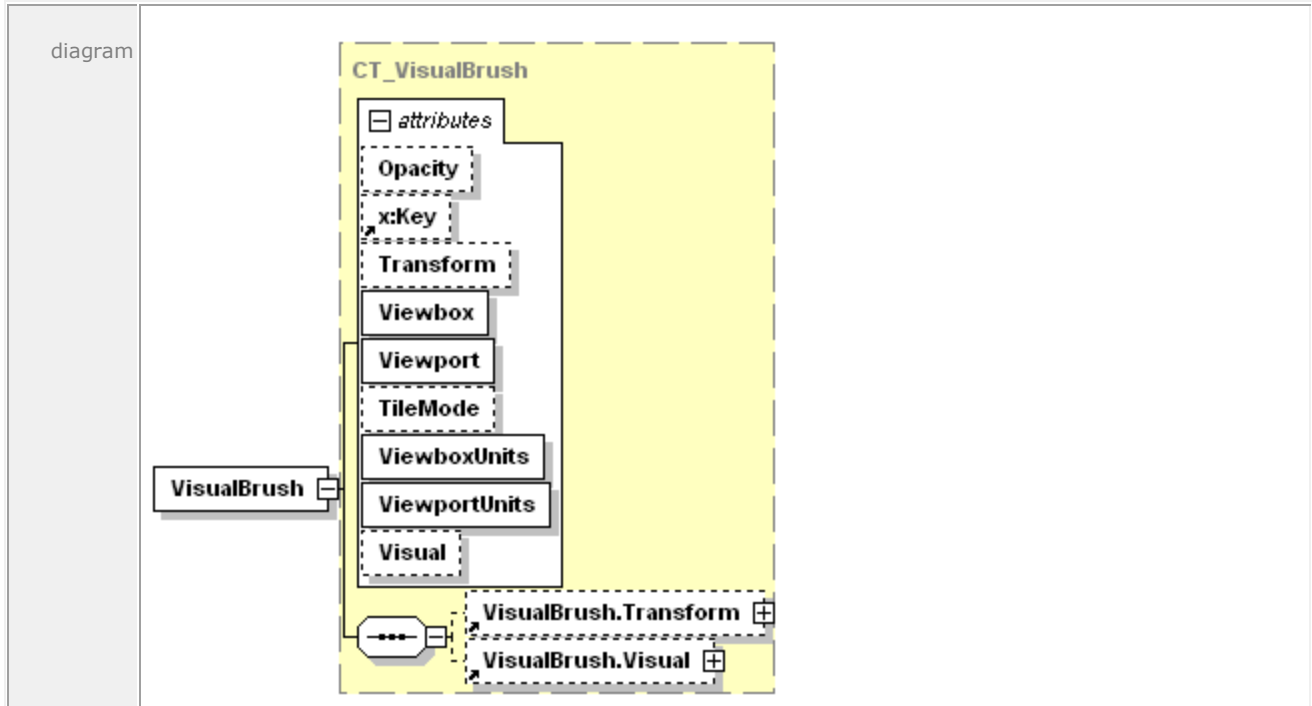 diagram
CT_VisualBrush
attributes
Opacity
x:Key
Transform
Viewbox
Viewport
TileMode
ViewboxUnits
VisualBrush
ViewportUnits
Visual
VisualBrush.Transform
VisualBrush.Visual